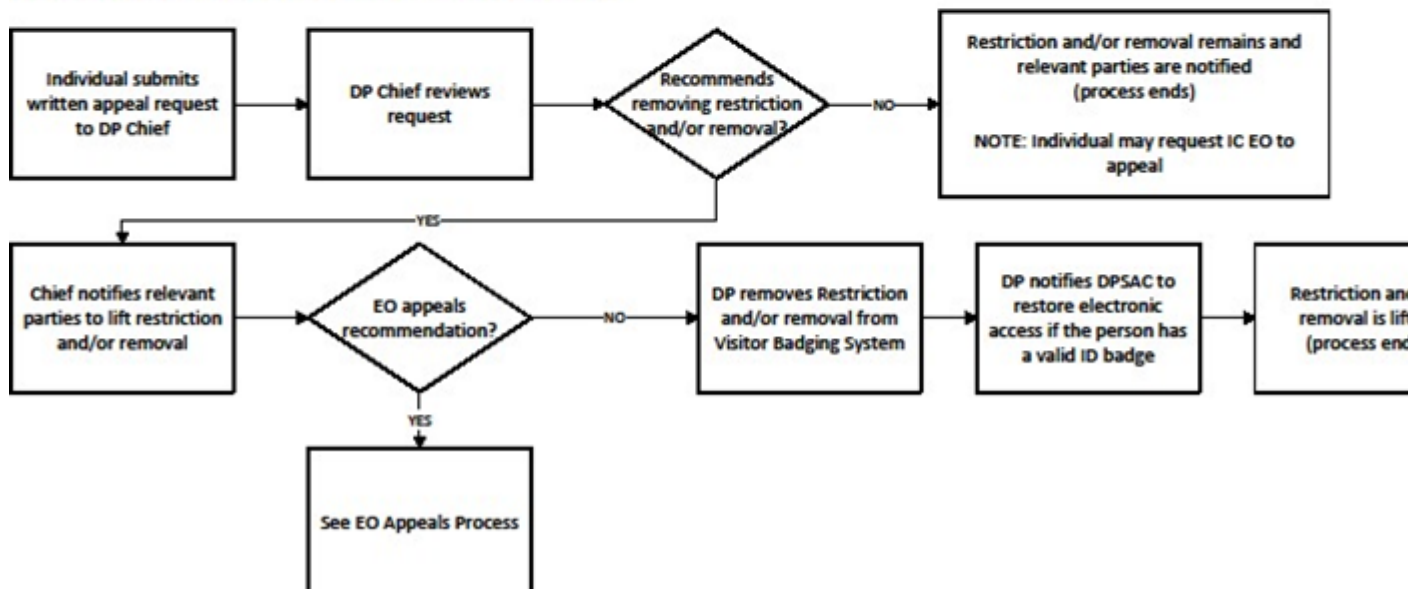 Individual submits
written appeal request
to DP Chief
DP Chief reviews
request
Recommends
removing restriction
and/or removal?
NO
Restriction and/or removal remains and
relevant parties are notified
(process ends)
NOTE: Individual may request IC EO to
appeal
YES
Chief notifies relevant
parties to lift restriction
and/or removal
EO appeals
recommendation?
NO
DP removes Restriction
and/or removal from
Visitor Badging System
DP notifies DPSAC to
restore electronic
access if the person has
a valid ID badge
Restriction
removal is
(process
YES
See EO Appeals Process